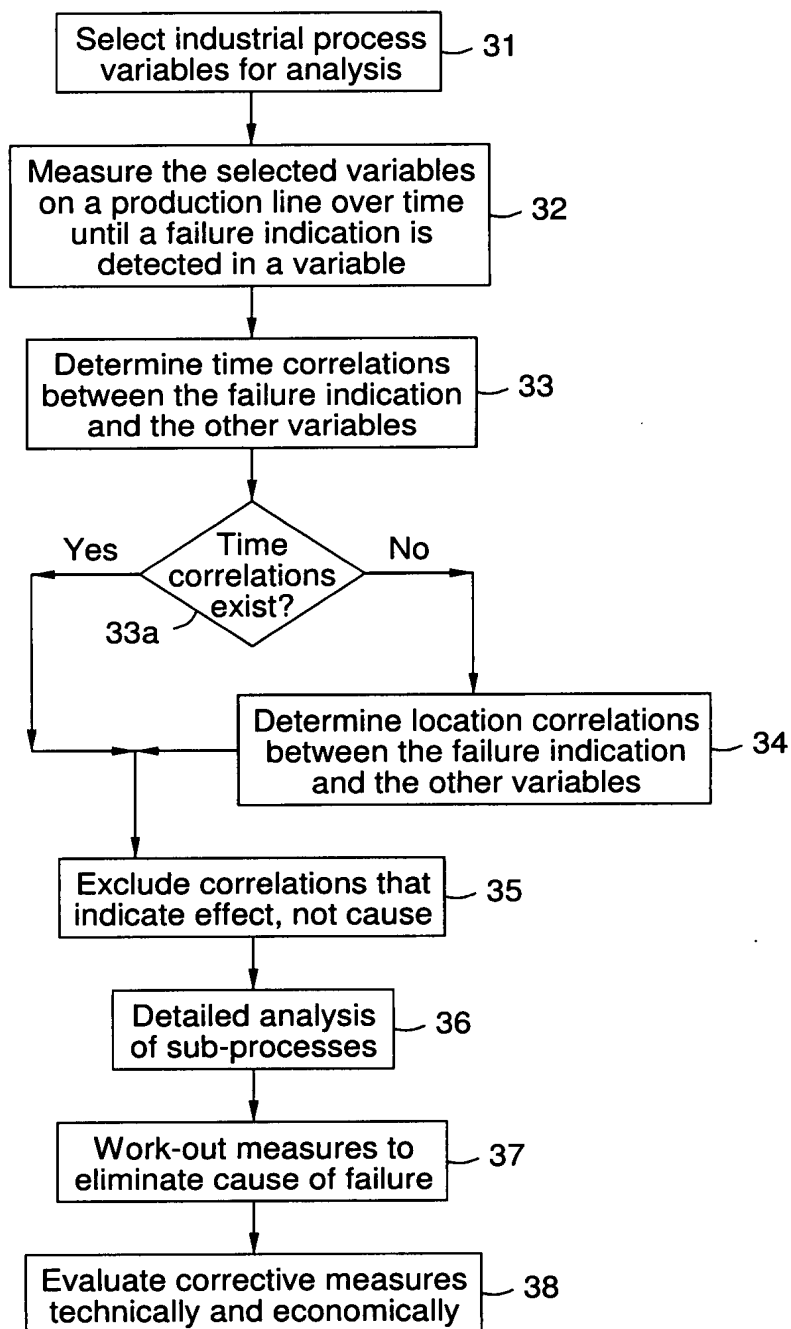 Select industrial process
variables for analysis
31
Measure the selected variables
on a production line over time
until a failure indication is
detected in a variable
32
Determine time correlations
between the failure indication
and the other variables
33
Yes
Time
correlations
exist?
No
33a
Determine location correlations
between the failure indication
and the other variables
34
Exclude correlations that
indicate effect, not cause
35
Detailed analysis
of sub-processes
36
Work-out measures to
eliminate cause of failure
37
Evaluate corrective measures
technically and economically
38